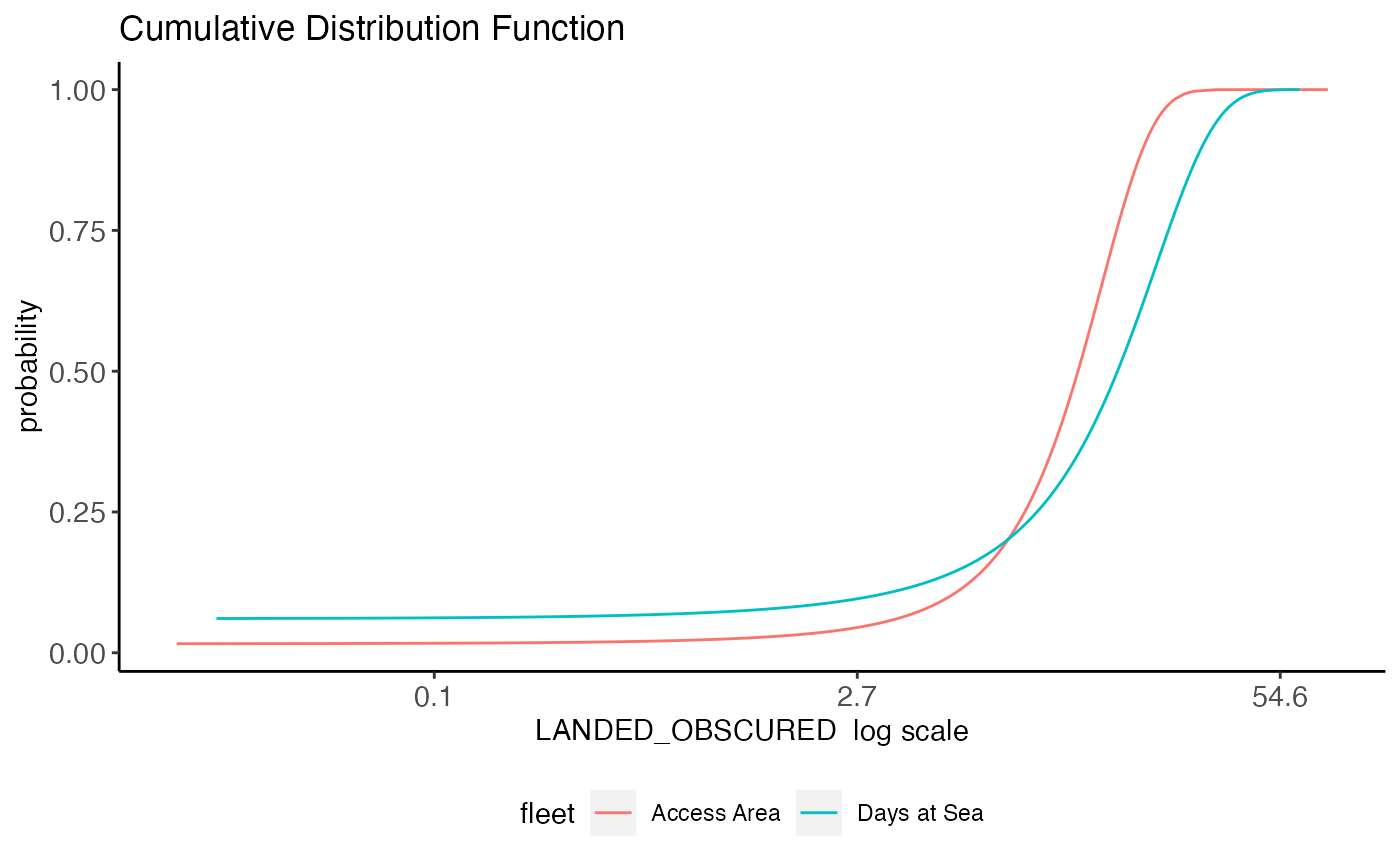 Cumulative Distribution Function
1.00
0.75
0.50
0.25
0.00
probability
0.1 2.7 54.6
LANDED_OBSCURED log scale
fleet Access Area Days at Sea